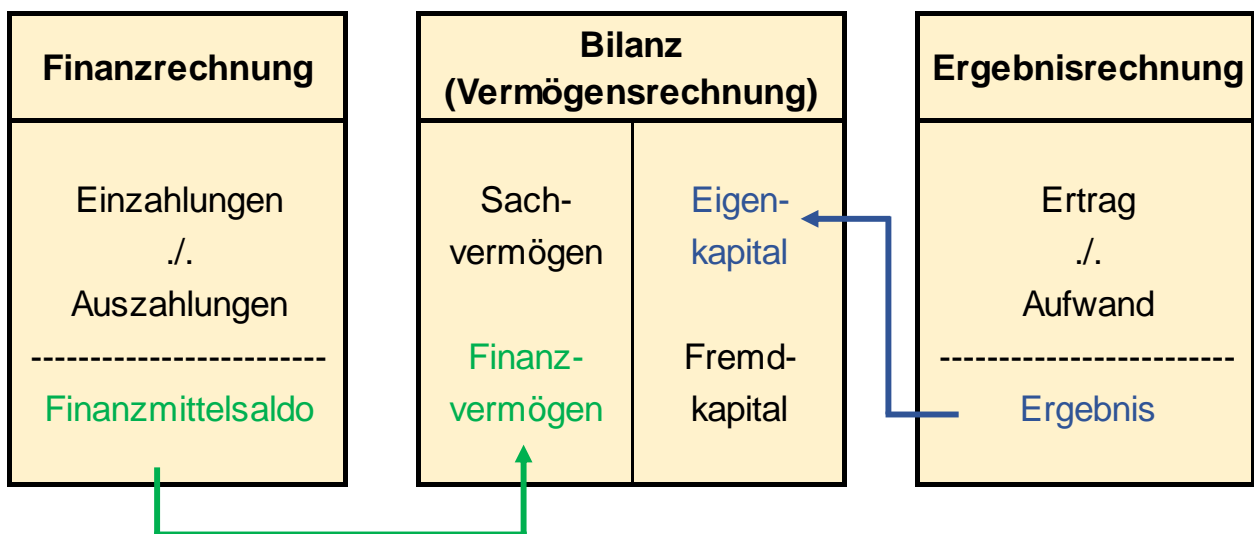 Finanzrechnung
Einzahlungen
./.
Auszahlungen
-------------------------
Finanzmittelsaldo
Bilanz
(Vermögensrechnung)
Sach-
vermögen
Finanz-
vermögen
Eigen-
kapital
Fremd-
kapital
Ergebnisrechnung
Ertrag
./.
Aufwand
-------------------------
Ergebnis